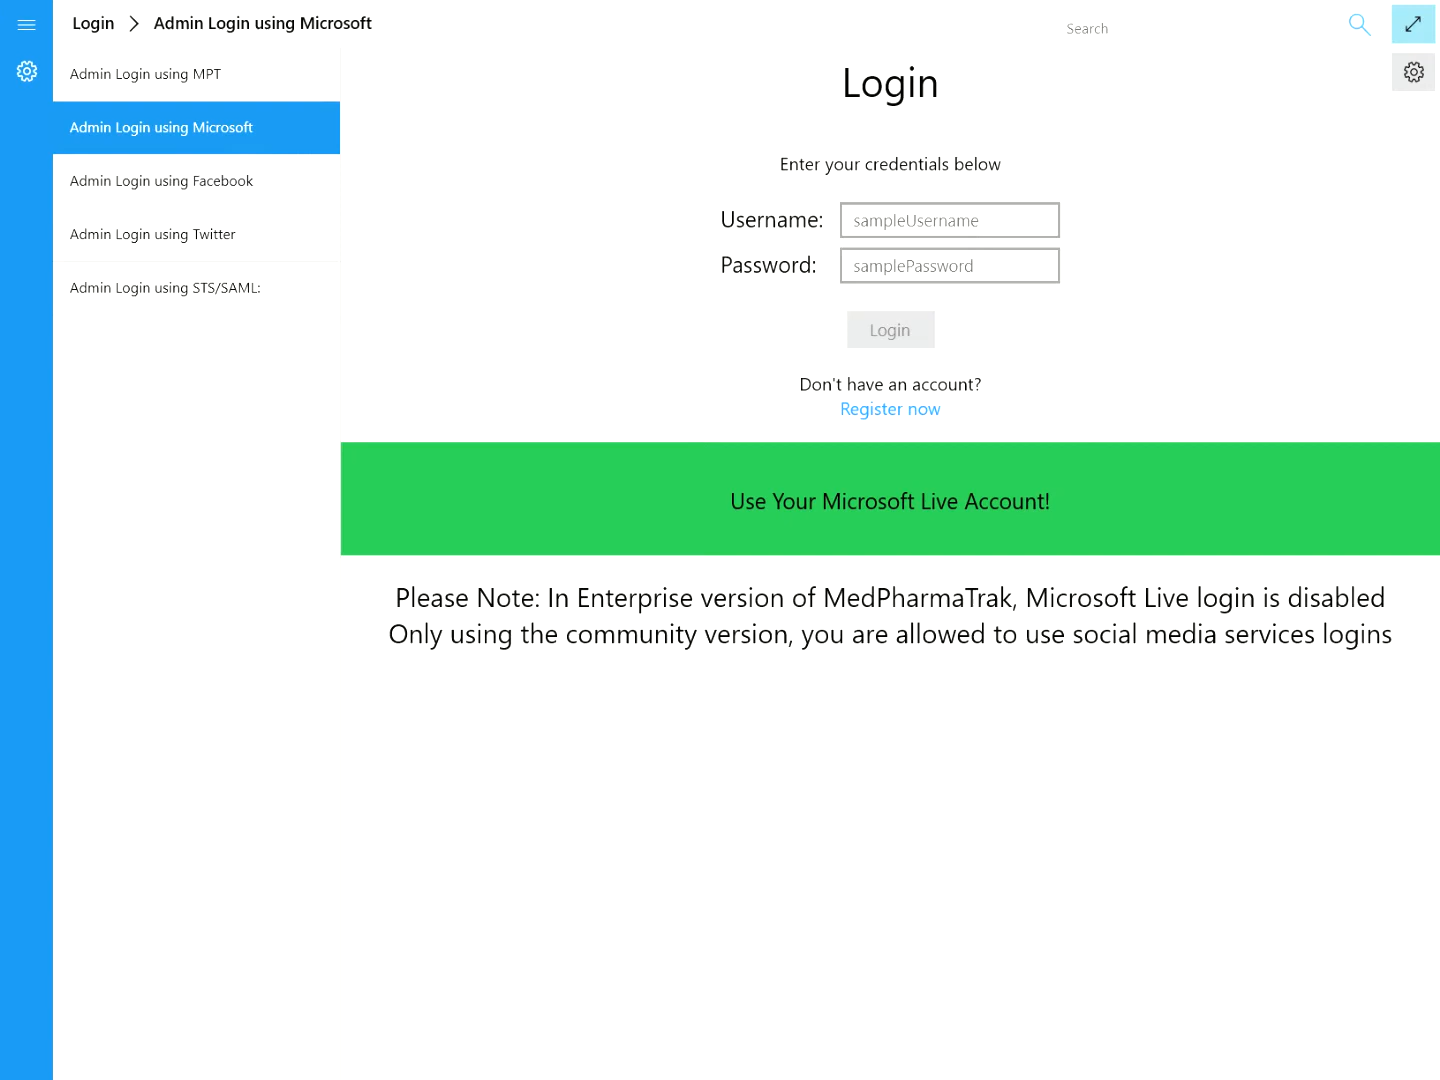 Login > Admin Login using Microsoft
Search
Admin Login using MPT
Admin Login using Microsoft
Admin Login using Facebook
Admin Login using Twitter
Admin Login using STS/SAML:
Login
Enter your credentials below
Username: sampleUsername
Password: samplePassword
Login
Don't have an account?
Register now
Use Your Microsoft Live Account!
Please Note: In Enterprise version of MedPharmaTrak, Microsoft Live login is disabled
Only using the community version, you are allowed to use social media services logins